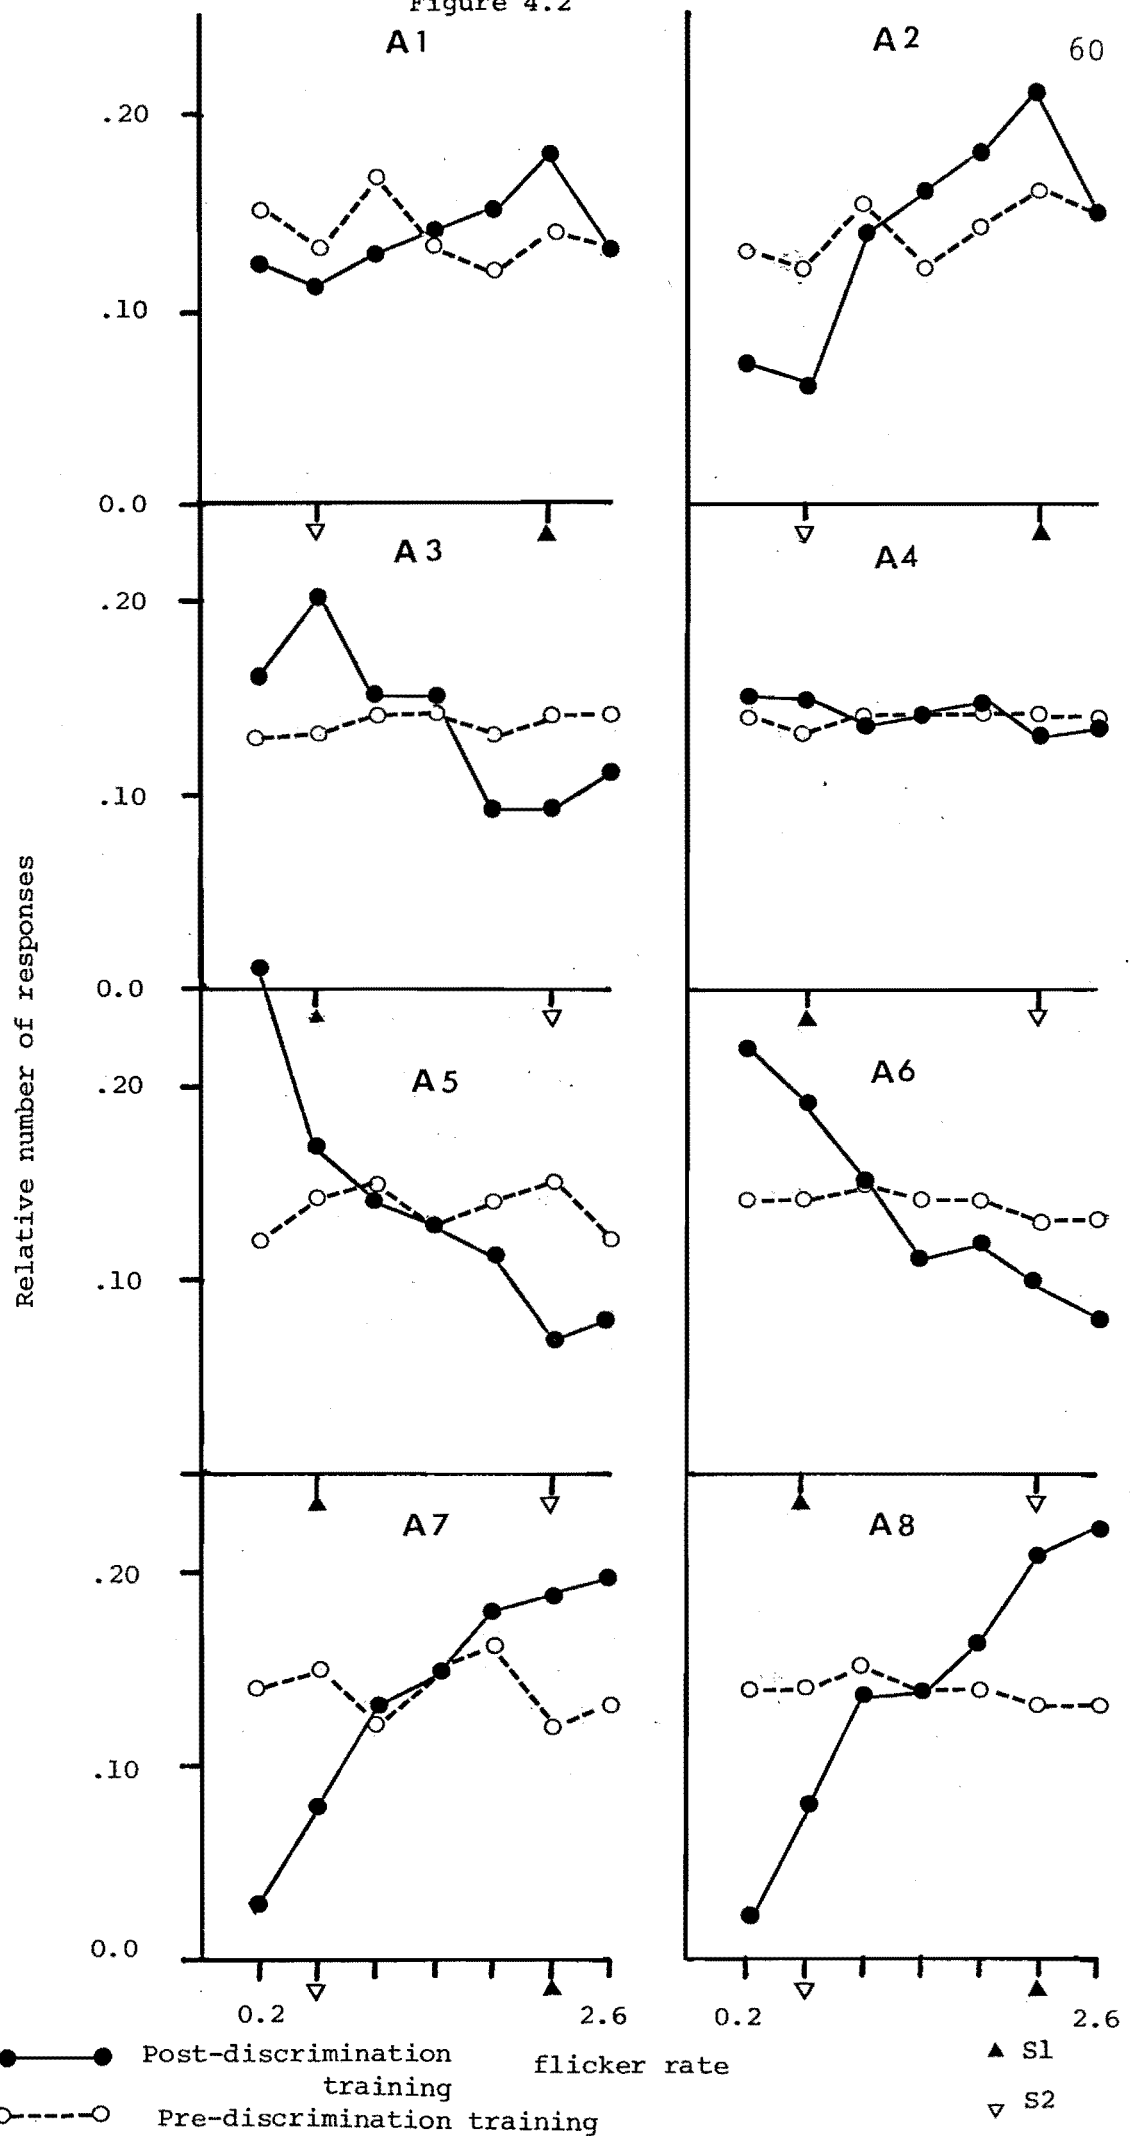 Figure 4.2
60
A1
A2
.20
.10
0.0
A3
A4
.20
.10
0.0
A5
A6
.20
.10
A7
A8
.20
.10
0.0
0.2
2.6
0.2
2.6
Relative number of responses
flicker rate
Post-discrimination
training
Pre-discrimination training
S1
S2